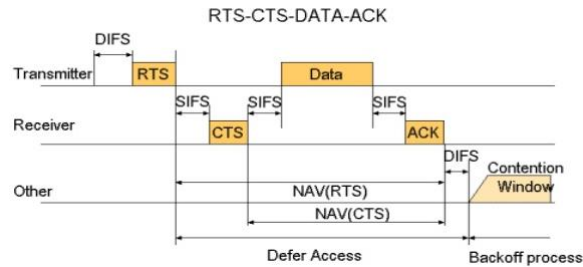 RTS-CTS-DATA-ACK
DIFS
Transmitter
RTS
Data
SIFS
SIFS
SIFS
Receiver
CTS
ACK
DIFS
Contention
Window
Other
NAV(RTS)
NAV(CTS)
Defer Access
Backoff process